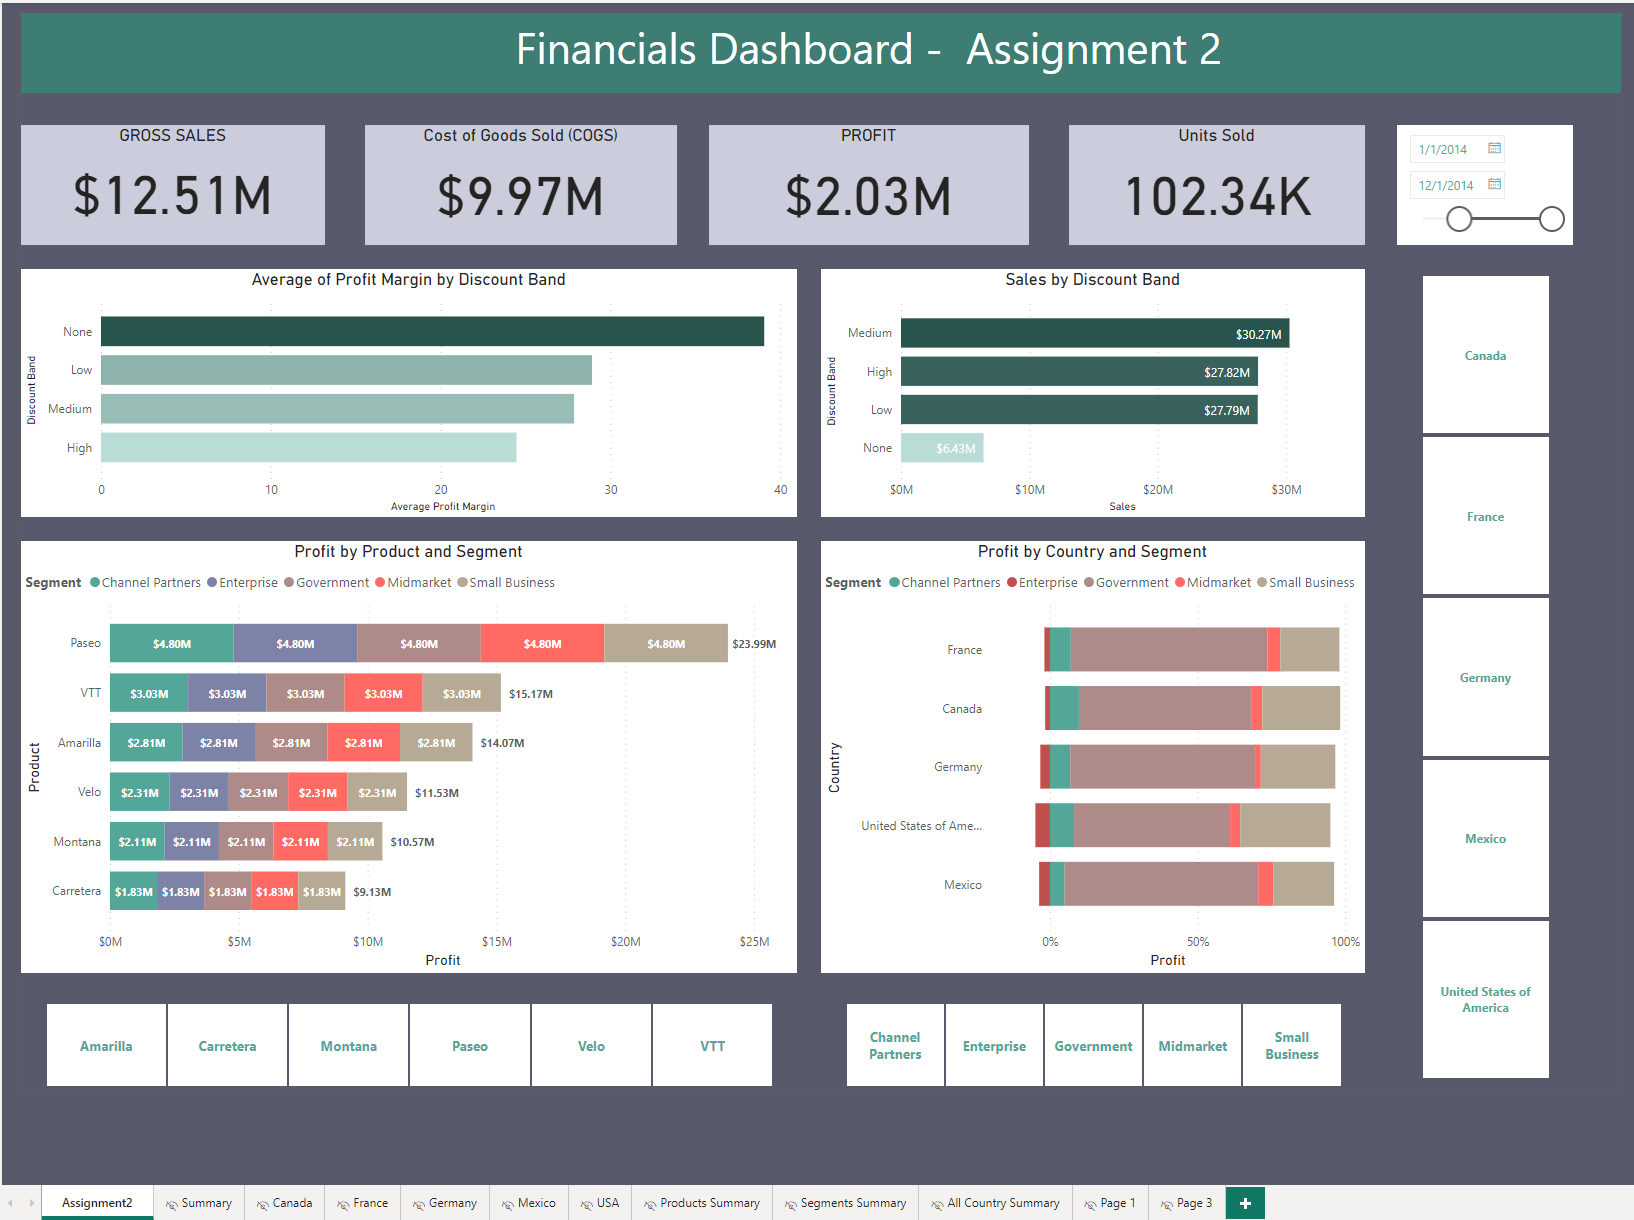 Financials Dashboard -  Assignment 2
GROSS SALES
$12.51M
Cost of Goods Sold (COGS)
$9.97M
PROFIT
$2.03M
Units Sold
102.34K
1/1/2014
12/1/2014
Average of Profit Margin by Discount Band
Discount Band
None
Low
Medium
High
0 10 20 30 40
Average Profit Margin
Sales by Discount Band
Discount Band
Medium $30.27M
High $27.82M
Low $27.79M
None $6.43M
$0M $10M $20M $30M
Sales
Profit by Product and Segment
Segment Channel Partners Enterprise Government Midmarket Small Business
Product
Paseo $4.80M $4.80M $4.80M $4.80M $4.80M $23.99M
VTT $3.03M $3.03M $3.03M $3.03M $3.03M $15.17M
Amarilla $2.81M $2.81M $2.81M $2.81M $2.81M $14.07M
Velo $2.31M $2.31M $2.31M $2.31M $2.31M $11.53M
Montana $2.11M $2.11M $2.11M $2.11M $2.11M $10.57M
Carretera $1.83M $1.83M $1.83M $1.83M $1.83M $9.13M
$0M $5M $10M $15M $20M $25M
Profit
Profit by Country and Segment
Segment Channel Partners Enterprise Government Midmarket Small Business
Country
France
Canada
Germany
United States of Ame...
Mexico
0% 50% 100%
Profit
Canada
France
Germany
Mexico
United States of
America
Amarilla Carretera Montana Paseo Velo VTT
Channel
Partners
Enterprise
Government
Midmarket
Small
Business
Assignment2 Summary Canada France Germany Mexico USA Products Summary Segments Summary All Country Summary Page 1 Page 3 +